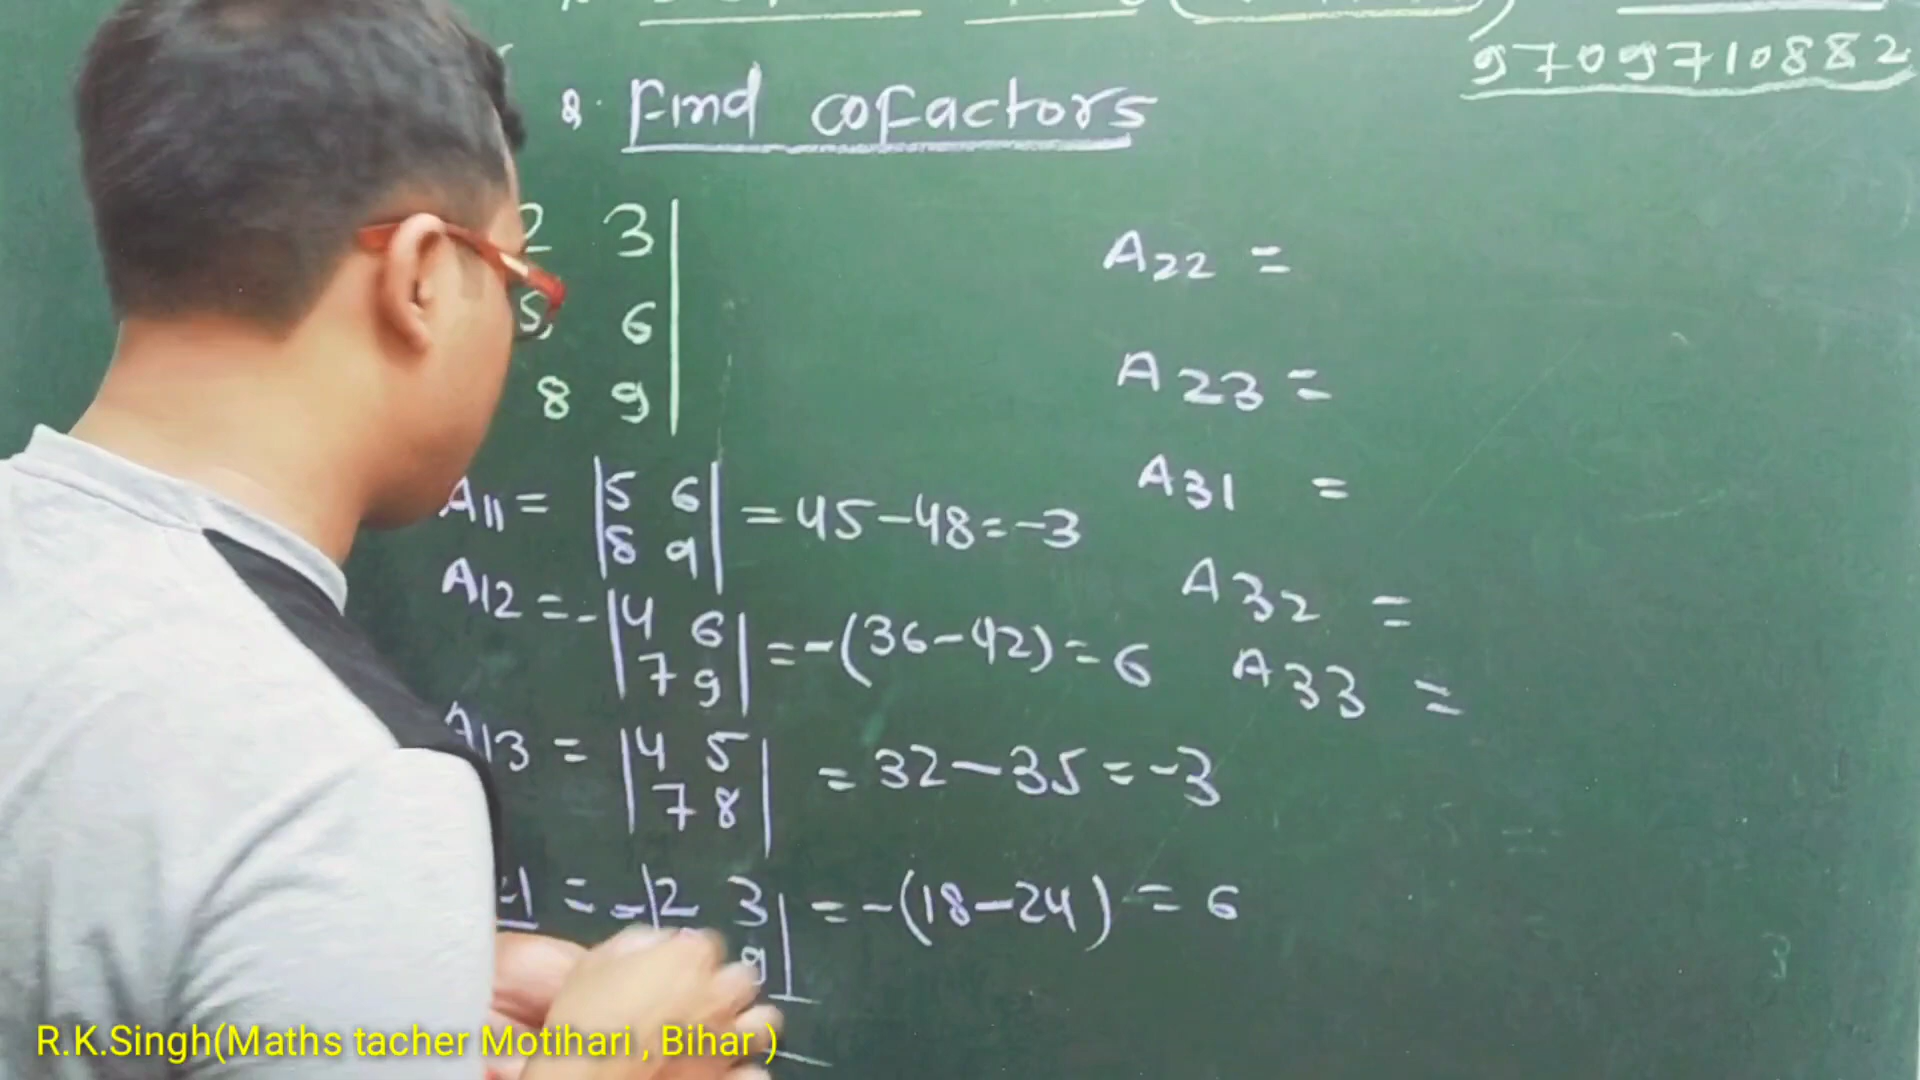 9709710882
Q. Find cofactors
2 3
5 6
8 9
A11 = |5 6| = 45-48=-3
|8 9|
A12 = -|4 6| = -(36-42) = 6
|7 9|
A13 = |4 5| = 32-35 = -3
|7 8|
= -|2 3| = -(18-24) = 6
9|
A22 =
A23 =
A31 =
A32 =
A33 =
R.K.Singh(Maths tacher Motihari , Bihar )